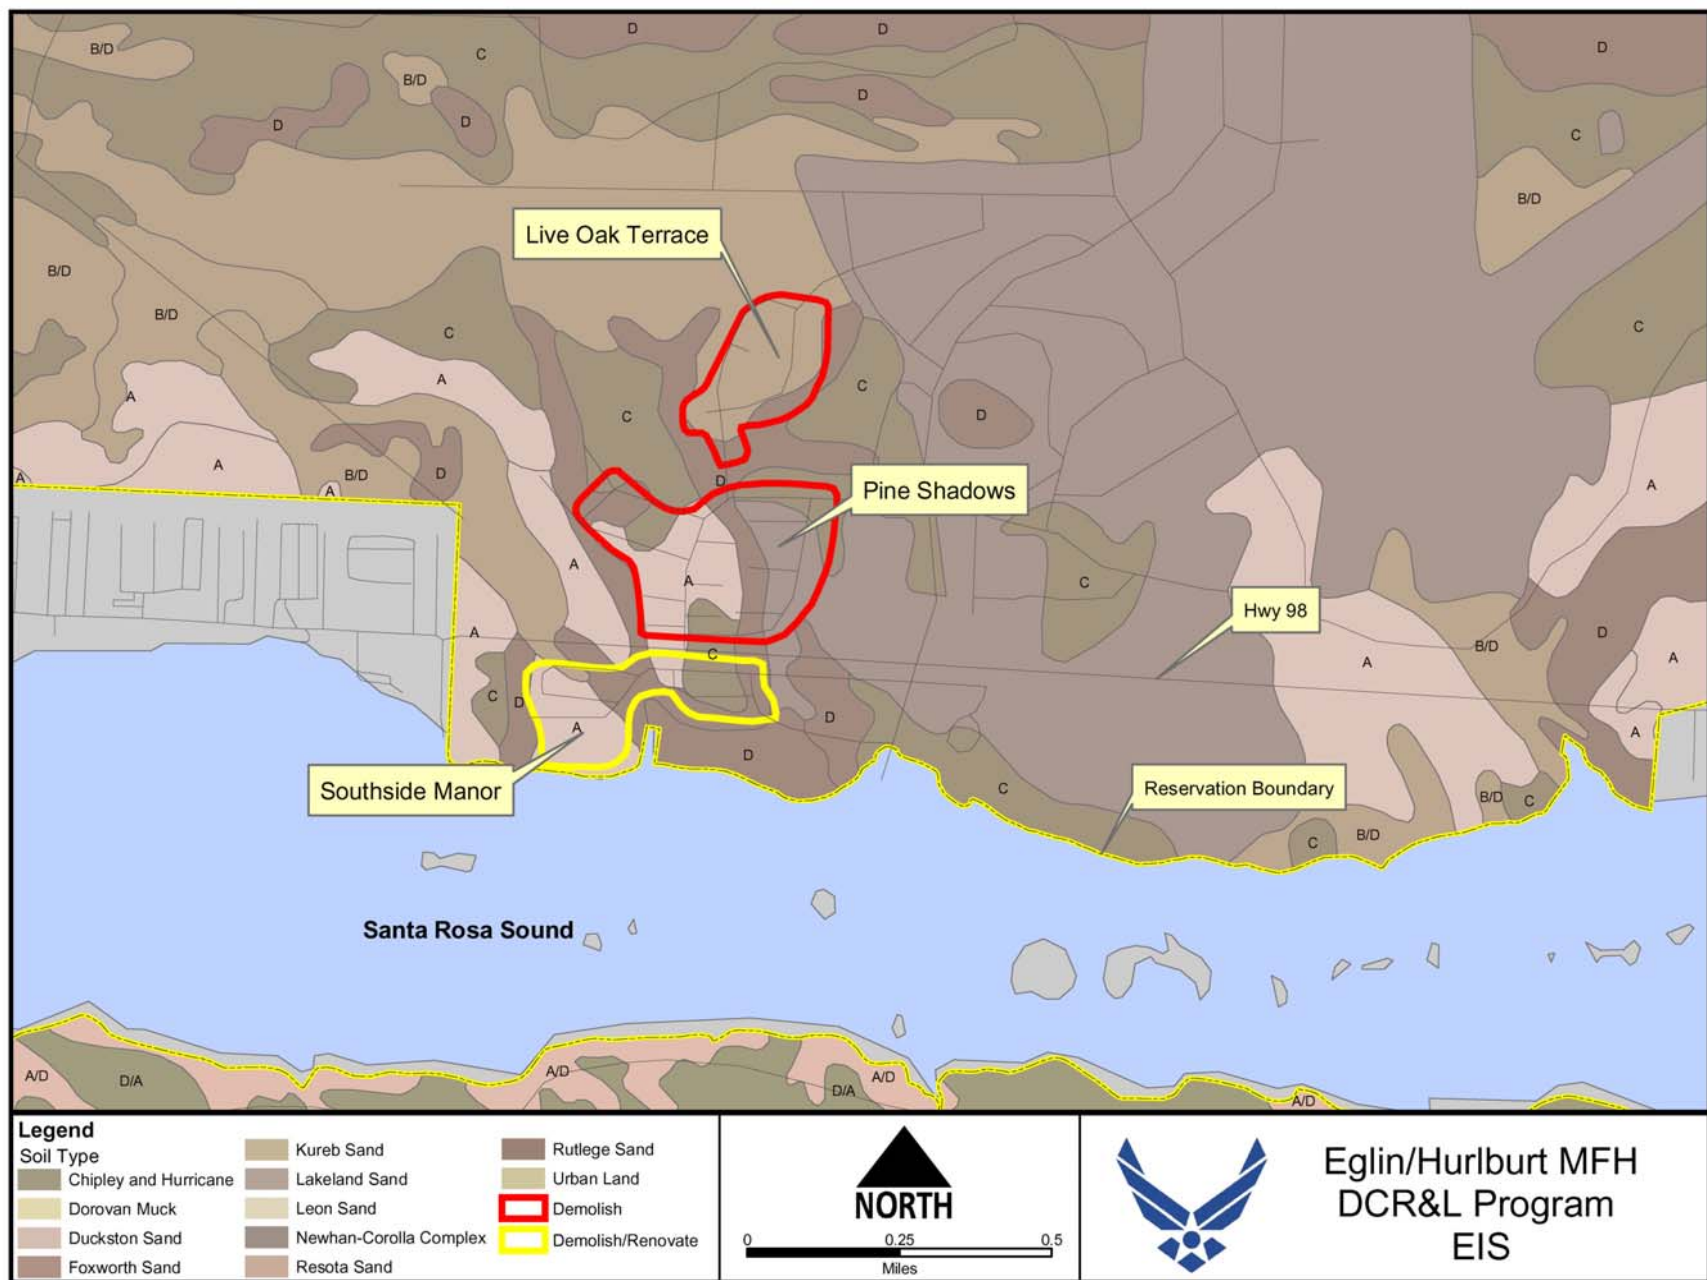 D
D
D
B/D
C
B/D
D
D
D
C
B/D
Live Oak Terrace
B/D
B/D
C
C
A
A
C
C
D
A
B/D
D
A
A
D
A
Pine Shadows
A
A
C
Hwy 98
A
A
D
C
B/D
A
A
C
D
A
D
D
A
Southside Manor
C
Reservation Boundary
B/D
C
C
B/D
Santa Rosa Sound
A/D
D/A
A/D
D/A
A/D
A/D
Legend
Soil Type
Chipley and Hurricane
Dorovan Muck
Duckston Sand
Foxworth Sand
Kureb Sand
Lakeland Sand
Leon Sand
Newhan-Corolla Complex
Resota Sand
Rutlege Sand
Urban Land
Demolish
Demolish/Renovate
NORTH
0 0.25 0.5
Miles
Eglin/Hurlburt MFH
DCR&L Program
EIS